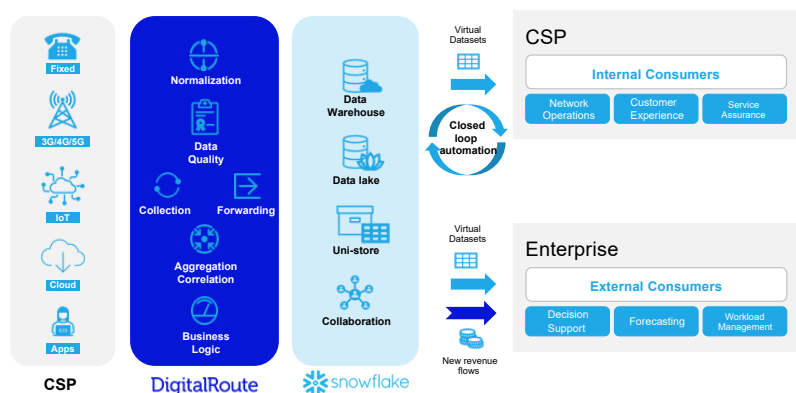 Fixed
3G/4G/5G
IoT
Cloud
Apps
CSP
Normalization
Data
Quality
Collection
Forwarding
Aggregation
Correlation
Business
Logic
DigitalRoute
Data
Warehouse
Data lake
Uni-store
Collaboration
snowflake
Virtual
Datasets
Closed
loop
automation
Virtual
Datasets
New revenue
flows
CSP
Internal Consumers
Network
Operations
Customer
Experience
Service
Assurance
Enterprise
External Consumers
Decision
Support
Forecasting
Workload
Management